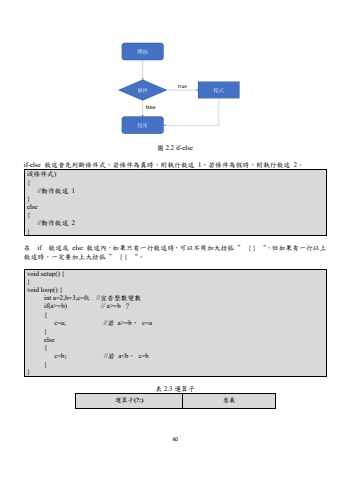 開始
條件
true
程式
false
結束
圖 2.2 if-else
if-else 敘述會先判斷條件式，若條件為真時，則執行敘述 1，若條件為假時，則執行敘述 2。
if(條件式)
{
//動作敘述 1
}
else
{
//動作敘述 2
}
在 if 敘述或 else 敘述內，如果只有一行敘述時，可以不用加大括弧 " {} "，但如果有一行以上
敘述時，一定要加上大括弧 " {} "。
void setup() {
}
void loop() {
int a=2,b=3,c=0; //宣告整數變數
if(a>=b) // a>=b ？
{
c=a; //若 a>=b， c=a
}
else
{
c=b; //若 a<b， c=b
}
}
表 2.3 運算子
運算子(?:) 意義
40